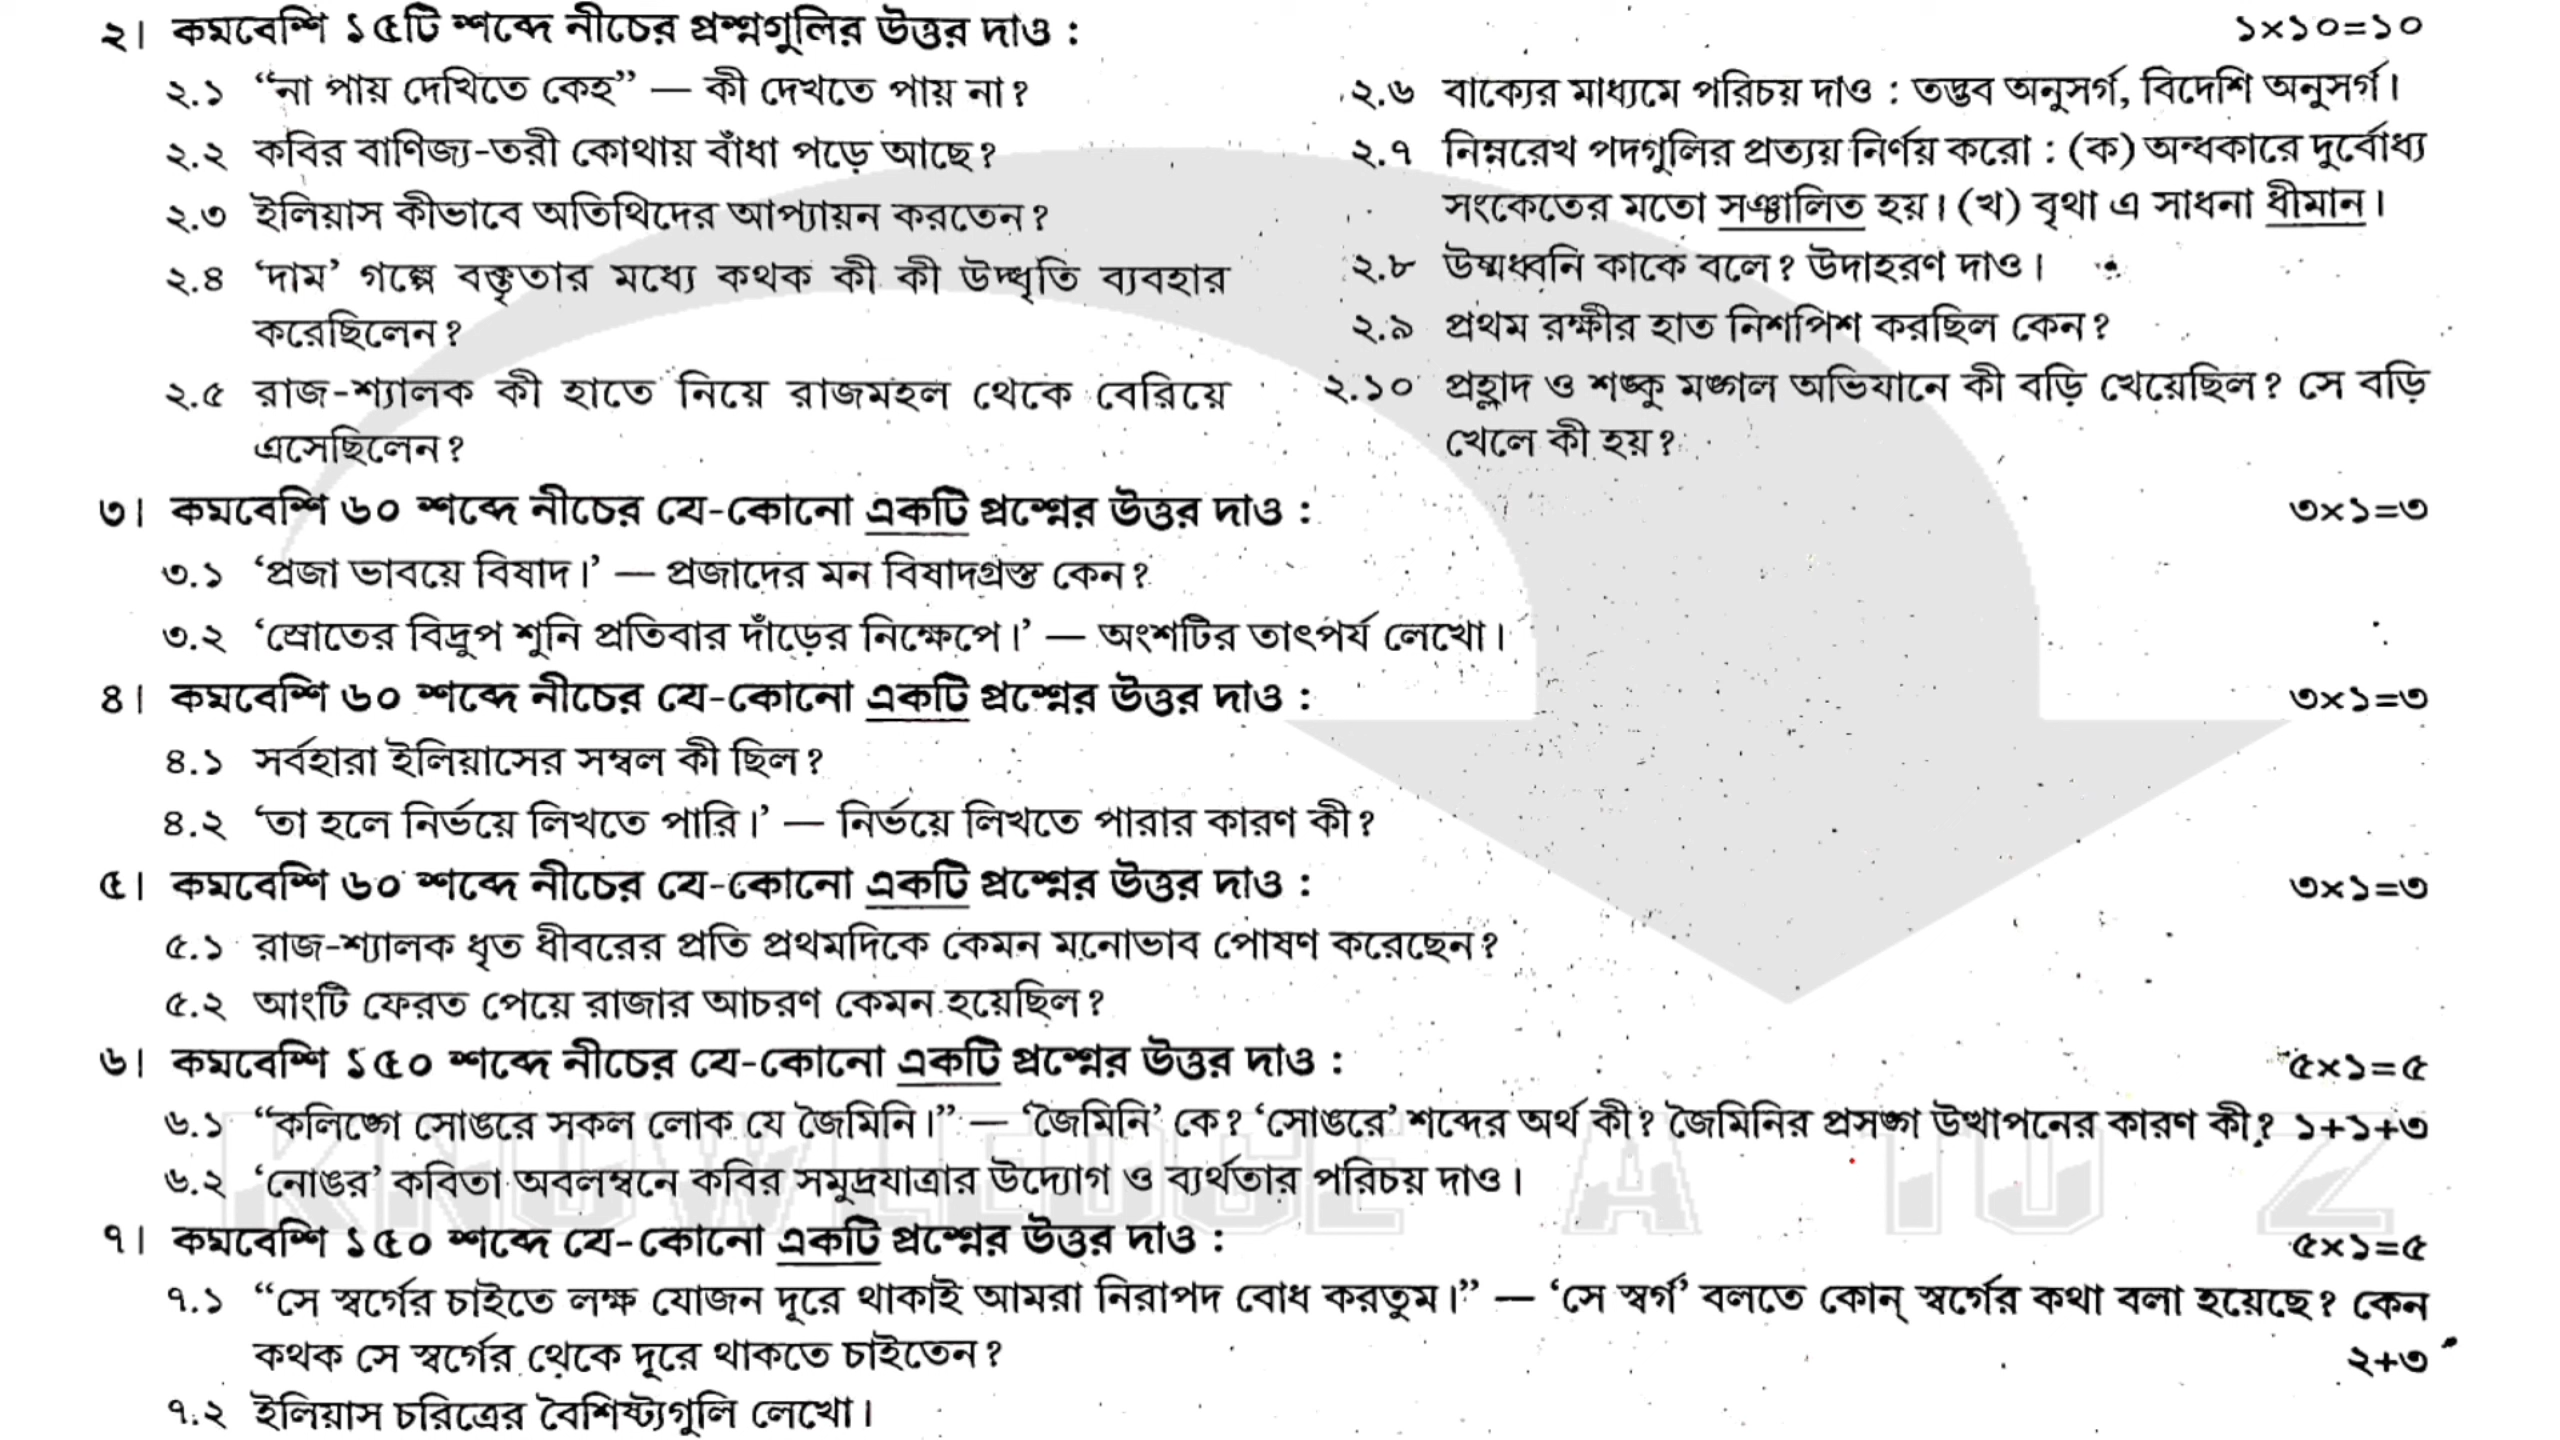 ২। কমবেশি ১৫টি শব্দে নীচের প্রশ্নগুলির উত্তর দাও : ১×১০=১০
২.১ “না পায় দেখিতে কেহ” — কী দেখতে পায় না?
২.২ কবির বাণিজ্য-তরী কোথায় বাঁধা পড়ে আছে?
২.৩ ইলিয়াস কীভাবে অতিথিদের আপ্যায়ন করতেন?
২.৪ ‘দাম’ গল্পে বক্তৃতার মধ্যে কথক কী কী উদ্ধৃতি ব্যবহার
করেছিলেন?
২.৫ রাজ-শ্যালক কী হাতে নিয়ে রাজমহল থেকে বেরিয়ে
এসেছিলেন?
২.৬ বাক্যের মাধ্যমে পরিচয় দাও : তদ্ভব অনুসর্গ, বিদেশি অনুসর্গ।
২.৭ নিম্নরেখ পদগুলির প্রত্যয় নির্ণয় করো : (ক) অন্ধকারে দুর্বোধ্য
সংকেতের মতো সঞ্চালিত হয়। (খ) বৃথা এ সাধনা ধীমান।
২.৮ উষ্মধ্বনি কাকে বলে? উদাহরণ দাও।
২.৯ প্রথম রক্ষীর হাত নিশপিশ করছিল কেন?
২.১০ প্রহ্লাদ ও শঙ্কু মঙ্গল অভিযানে কী বড়ি খেয়েছিল? সে বড়ি
খেলে কী হয়?
৩। কমবেশি ৬০ শব্দে নীচের যে-কোনো একটি প্রশ্নের উত্তর দাও : ৩×১=৩
৩.১ ‘প্রজা ভাবয়ে বিষাদ।’ — প্রজাদের মন বিষাদগ্রস্ত কেন?
৩.২ ‘স্রোতের বিদ্রুপ শুনি প্রতিবার দাঁড়ের নিক্ষেপে।’ — অংশটির তাৎপর্য লেখো।
৪। কমবেশি ৬০ শব্দে নীচের যে-কোনো একটি প্রশ্নের উত্তর দাও : ৩×১=৩
৪.১ সর্বহারা ইলিয়াসের সম্বল কী ছিল?
৪.২ ‘তা হলে নির্ভয়ে লিখতে পারি।’ — নির্ভয়ে লিখতে পারার কারণ কী?
৫। কমবেশি ৬০ শব্দে নীচের যে-কোনো একটি প্রশ্নের উত্তর দাও : ৩×১=৩
৫.১ রাজ-শ্যালক ধৃত ধীবরের প্রতি প্রথমদিকে কেমন মনোভাব পোষণ করেছেন?
৫.২ আংটি ফেরত পেয়ে রাজার আচরণ কেমন হয়েছিল?
৬। কমবেশি ১৫০ শব্দে নীচের যে-কোনো একটি প্রশ্নের উত্তর দাও : ৫×১=৫
৬.১ “কলিঙ্গে সোঙরে সকল লোক যে জৈমিনি।” — ‘জৈমিনি’ কে? ‘সোঙরে’ শব্দের অর্থ কী? জৈমিনির প্রসঙ্গ উত্থাপনের কারণ কী? ১+১+৩
৬.২ ‘নোঙর’ কবিতা অবলম্বনে কবির সমুদ্রযাত্রার উদ্যোগ ও ব্যর্থতার পরিচয় দাও।
KNOWLEDGE A TO Z
৭। কমবেশি ১৫০ শব্দে যে-কোনো একটি প্রশ্নের উত্তর দাও : ৫×১=৫
৭.১ “সে স্বর্গের চাইতে লক্ষ যোজন দূরে থাকাই আমরা নিরাপদ বোধ করতুম।” — ‘সে স্বর্গ’ বলতে কোন্ স্বর্গের কথা বলা হয়েছে? কেন
কথক সে স্বর্গের থেকে দূরে থাকতে চাইতেন? ২+৩
৭.২ ইলিয়াস চরিত্রের বৈশিষ্ট্যগুলি লেখো।